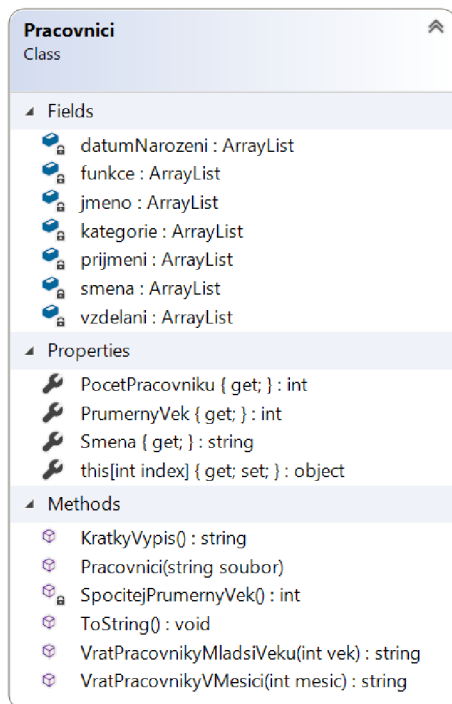 Pracovnici
Class
Fields
datumNarozeni : ArrayList
funkce : ArrayList
jmeno : ArrayList
kategorie : ArrayList
prijmeni : ArrayList
smena : ArrayList
vzdelani : ArrayList
Properties
PocetPracovniku { get; } : int
PrumernyVek { get; } : int
Smena { get; } : string
this[int index] { get; set; } : object
Methods
KratkyVypis() : string
Pracovnici(string soubor)
SpocitejPrumernyVek() : int
ToString() : void
VratPracovnikyMladsiVeku(int vek) : string
VratPracovnikyVMesici(int mesic) : string